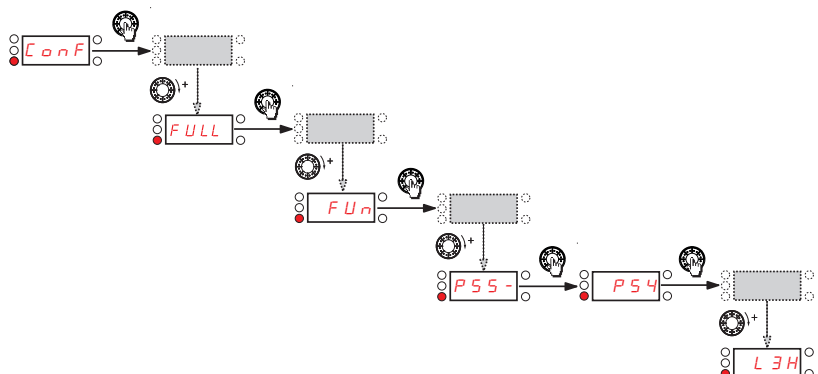 ConF
+
FULL
+
FUn
+
PSS- PS4
+
L3H